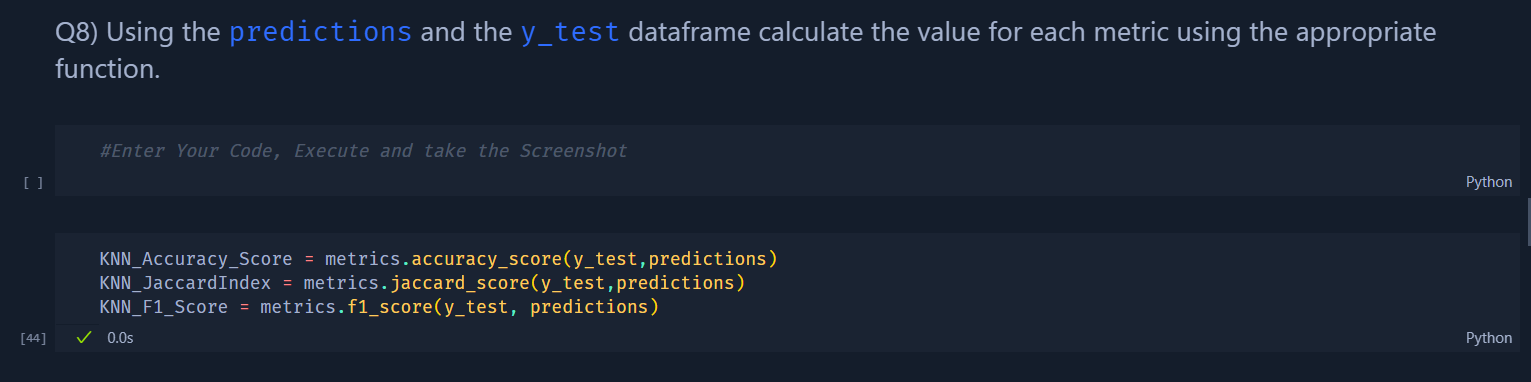 Q8) Using the predictions and the y_test dataframe calculate the value for each metric using the appropriate
function.
#Enter Your Code, Execute and take the Screenshot
[ ]
Python
KNN_Accuracy_Score = metrics.accuracy_score(y_test,predictions)
KNN_JaccardIndex = metrics.jaccard_score(y_test,predictions)
KNN_F1_Score = metrics.f1_score(y_test, predictions)
[44] ✓ 0.0s
Python